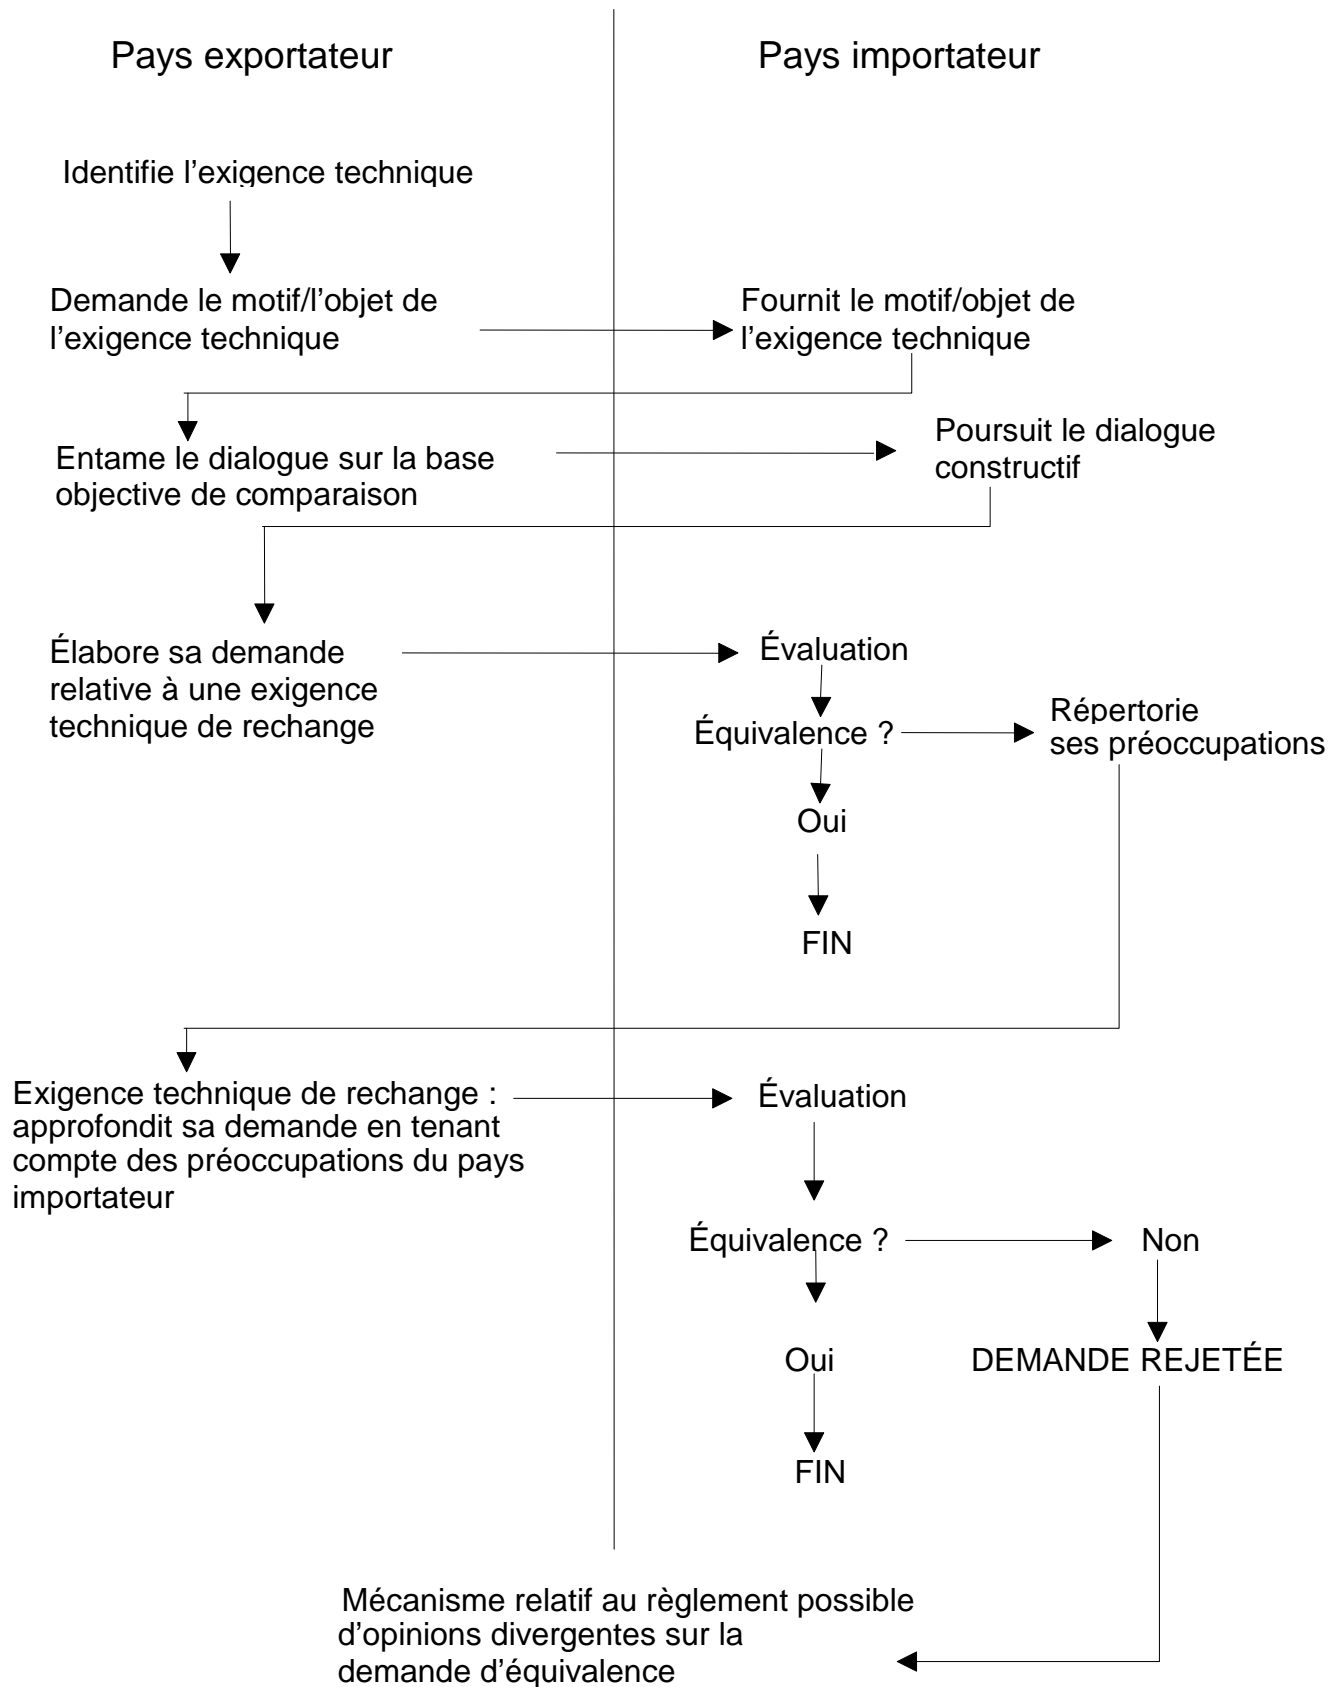 Pays exportateur
Pays importateur
Identifie l’exigence technique
Demande le motif/l’objet de
l’exigence technique
Fournit le motif/objet de
l’exigence technique
Entame le dialogue sur la base
objective de comparaison
Poursuit le dialogue
constructif
Élabore sa demande
relative à une exigence
technique de rechange
Évaluation
Équivalence ?
Répertorie
ses préoccupations
Oui
FIN
Exigence technique de rechange :
approfondit sa demande en tenant
compte des préoccupations du pays
importateur
Évaluation
Équivalence ?
Non
Oui
DEMANDE REJETÉE
FIN
Mécanisme relatif au règlement possible
d’opinions divergentes sur la
demande d’équivalence